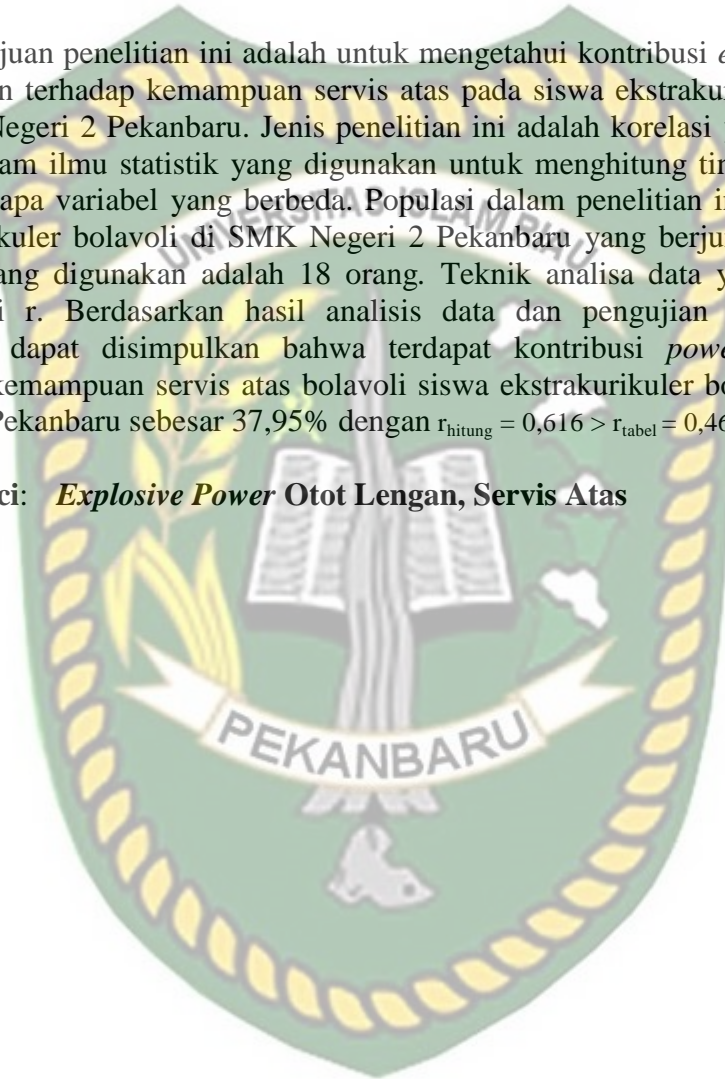 juan penelitian ini adalah untuk mengetahui kontribusi e
n terhadap kemampuan servis atas pada siswa ekstraku
Negeri 2 Pekanbaru. Jenis penelitian ini adalah korelasi
am ilmu statistik yang digunakan untuk menghitung tin
apa variabel yang berbeda. Populasi dalam penelitian i
kuler bolavoli di SMK Negeri 2 Pekanbaru yang berju
ang digunakan adalah 18 orang. Teknik analisa data y
i r. Berdasarkan hasil analisis data dan pengujian
dapat disimpulkan bahwa terdapat kontribusi power
kemampuan servis atas bolavoli siswa ekstrakurikuler bo
Pekanbaru sebesar 37,95% dengan rhitung = 0,616 > rtabel = 0,46
ci: Explosive Power Otot Lengan, Servis Atas
UNIVERSITAS ISLAM RIAU
PEKANBARU